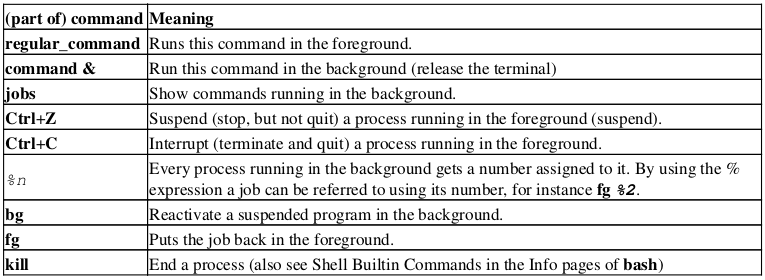 (part of) command Meaning
regular_command Runs this command in the foreground.
command & Run this command in the background (release the terminal)
jobs Show commands running in the background.
Ctrl+Z Suspend (stop, but not quit) a process running in the foreground (suspend).
Ctrl+C Interrupt (terminate and quit) a process running in the foreground.
%n Every process running in the background gets a number assigned to it. By using the %
expression a job can be referred to using its number, for instance fg %2.
bg Reactivate a suspended program in the background.
fg Puts the job back in the foreground.
kill End a process (also see Shell Builtin Commands in the Info pages of bash)